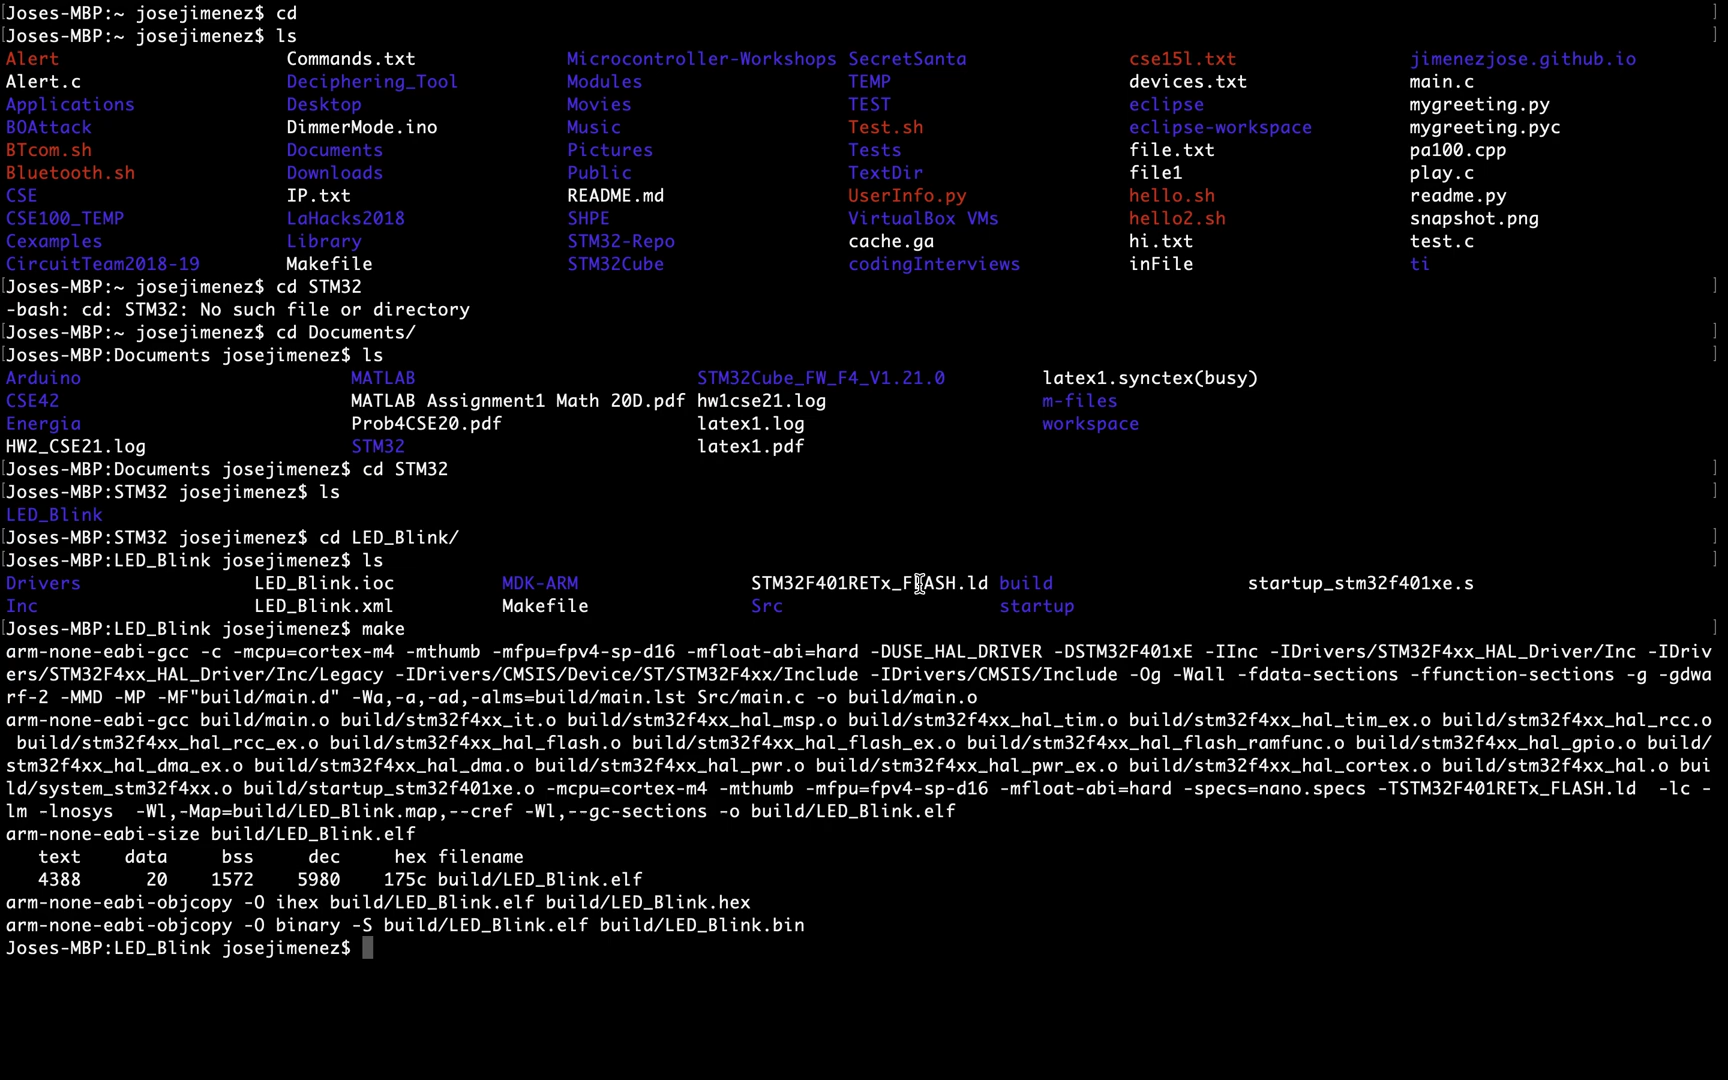 [Joses-MBP:~ josejimenez$ cd ]
[Joses-MBP:~ josejimenez$ ls ]
Alert Commands.txt Microcontroller-Workshops SecretSanta cse15l.txt jimenezjose.github.io
Alert.c Deciphering_Tool Modules TEMP devices.txt main.c
Applications Desktop Movies TEST eclipse mygreeting.py
BOAttack DimmerMode.ino Music Test.sh eclipse-workspace mygreeting.pyc
BTcom.sh Documents Pictures Tests file.txt pa100.cpp
Bluetooth.sh Downloads Public TextDir file1 play.c
CSE IP.txt README.md UserInfo.py hello.sh readme.py
CSE100_TEMP LaHacks2018 SHPE VirtualBox VMs hello2.sh snapshot.png
Cexamples Library STM32-Repo cache.ga hi.txt test.c
CircuitTeam2018-19 Makefile STM32Cube codingInterviews inFile ti
[Joses-MBP:~ josejimenez$ cd STM32 ]
-bash: cd: STM32: No such file or directory
[Joses-MBP:~ josejimenez$ cd Documents/ ]
[Joses-MBP:Documents josejimenez$ ls ]
Arduino MATLAB STM32Cube_FW_F4_V1.21.0 latex1.synctex(busy)
CSE42 MATLAB Assignment1 Math 20D.pdf hw1cse21.log m-files
Energia Prob4CSE20.pdf latex1.log workspace
HW2_CSE21.log STM32 latex1.pdf
[Joses-MBP:Documents josejimenez$ cd STM32 ]
[Joses-MBP:STM32 josejimenez$ ls ]
LED_Blink
[Joses-MBP:STM32 josejimenez$ cd LED_Blink/ ]
[Joses-MBP:LED_Blink josejimenez$ ls ]
Drivers LED_Blink.ioc MDK-ARM STM32F401RETx_FLASH.ld build startup_stm32f401xe.s
Inc LED_Blink.xml Makefile Src startup
[Joses-MBP:LED_Blink josejimenez$ make ]
arm-none-eabi-gcc -c -mcpu=cortex-m4 -mthumb -mfpu=fpv4-sp-d16 -mfloat-abi=hard -DUSE_HAL_DRIVER -DSTM32F401xE -IInc -IDrivers/STM32F4xx_HAL_Driver/Inc -IDriv
ers/STM32F4xx_HAL_Driver/Inc/Legacy -IDrivers/CMSIS/Device/ST/STM32F4xx/Include -IDrivers/CMSIS/Include -Og -Wall -fdata-sections -ffunction-sections -g -gdwa
rf-2 -MMD -MP -MF"build/main.d" -Wa,-a,-ad,-alms=build/main.lst Src/main.c -o build/main.o
arm-none-eabi-gcc build/main.o build/stm32f4xx_it.o build/stm32f4xx_hal_msp.o build/stm32f4xx_hal_tim.o build/stm32f4xx_hal_tim_ex.o build/stm32f4xx_hal_rcc.o
build/stm32f4xx_hal_rcc_ex.o build/stm32f4xx_hal_flash.o build/stm32f4xx_hal_flash_ex.o build/stm32f4xx_hal_flash_ramfunc.o build/stm32f4xx_hal_gpio.o build/
stm32f4xx_hal_dma_ex.o build/stm32f4xx_hal_dma.o build/stm32f4xx_hal_pwr.o build/stm32f4xx_hal_pwr_ex.o build/stm32f4xx_hal_cortex.o build/stm32f4xx_hal.o bui
ld/system_stm32f4xx.o build/startup_stm32f401xe.o -mcpu=cortex-m4 -mthumb -mfpu=fpv4-sp-d16 -mfloat-abi=hard -specs=nano.specs -TSTM32F401RETx_FLASH.ld -lc -
lm -lnosys -Wl,-Map=build/LED_Blink.map,--cref -Wl,--gc-sections -o build/LED_Blink.elf
arm-none-eabi-size build/LED_Blink.elf
text data bss dec hex filename
4388 20 1572 5980 175c build/LED_Blink.elf
arm-none-eabi-objcopy -O ihex build/LED_Blink.elf build/LED_Blink.hex
arm-none-eabi-objcopy -O binary -S build/LED_Blink.elf build/LED_Blink.bin
Joses-MBP:LED_Blink josejimenez$